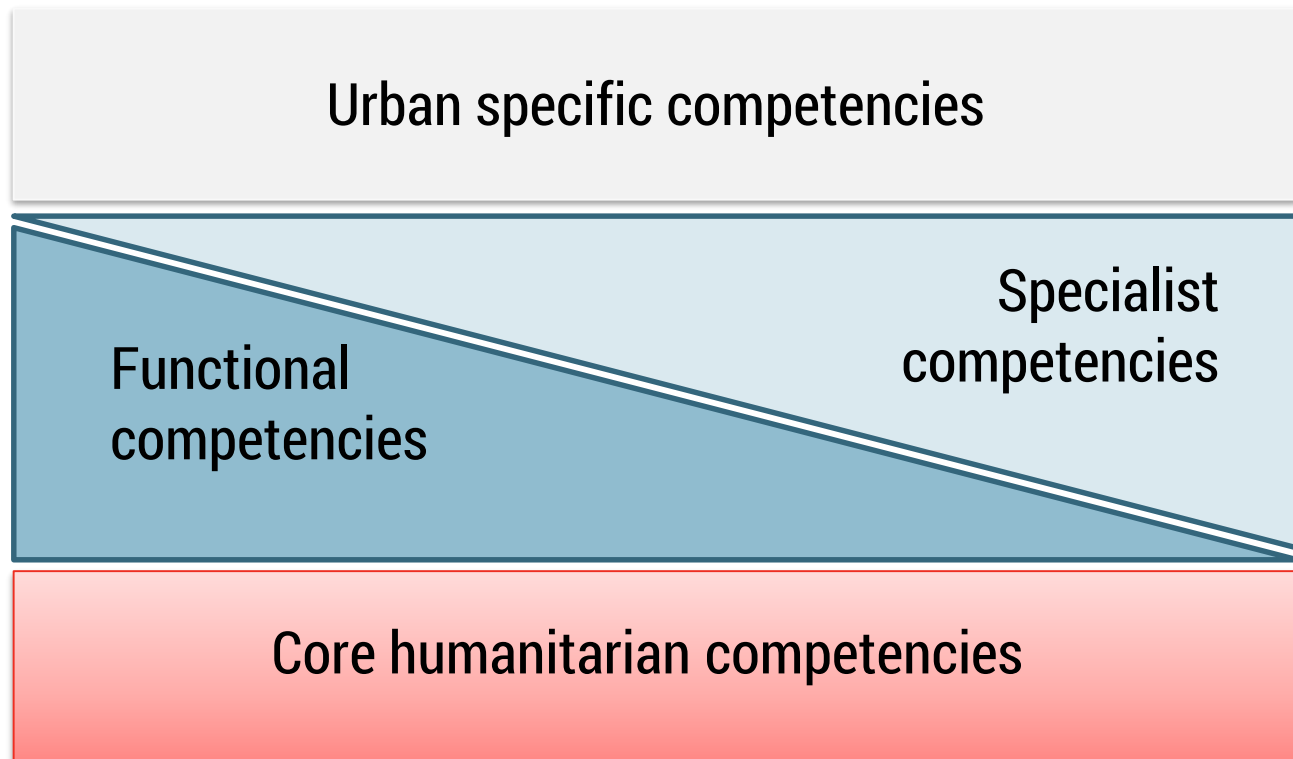 Urban specific competencies
Specialist
competencies
Functional
competencies
Core humanitarian competencies